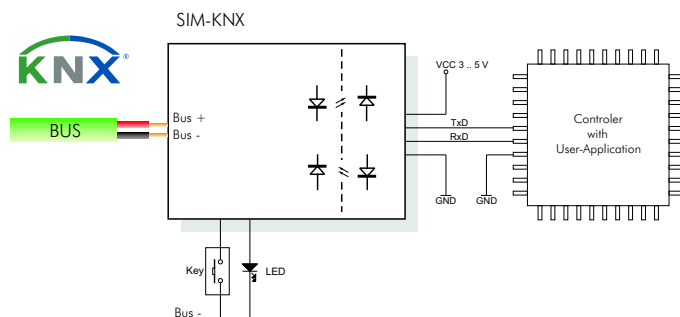 SIM-KNX
KNX®
VCC 3 .. 5 V
Bus +
BUS
Bus -
TxD
RxD
Controler
with
User-Application
GND
GND
Key
LED
Bus -